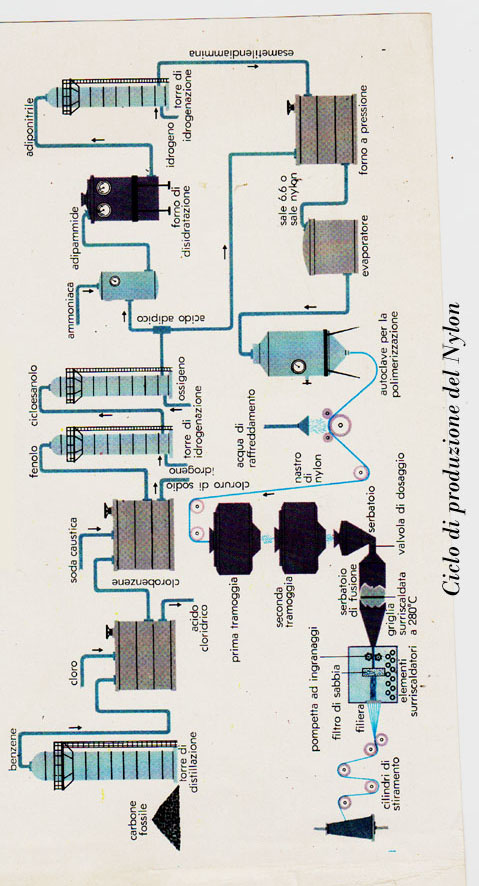 carbone
fossile
torre di
distillazione
benzene
cloro
acido
cloridrico
clorobenzene
soda caustica
cloruro di sodio
fenolo
idrogeno
torre di
idrogenazione
cicloesanolo
ossigeno
acido adipico
ammoniaca
adipammide
forno di
disidratazione
adiponitrile
idrogeno
torre di
idrogenazione
esametilendiammina
forno a pressione
sale 6.6 o
sale nylon
evaporatore
autoclave per la
polimerizzazione
acqua di
raffreddamento
nastro
di
nylon
prima tramoggia
seconda
tramoggia
serbatoio
valvola di dosaggio
serbatoio
di fusione
griglia
surriscaldata
a 280°C
pompetta ad ingranaggi
filtro di sabbia
filiera
elementi
surriscaldatori
cilindri di
stiramento
Ciclo di produzione del Nylon